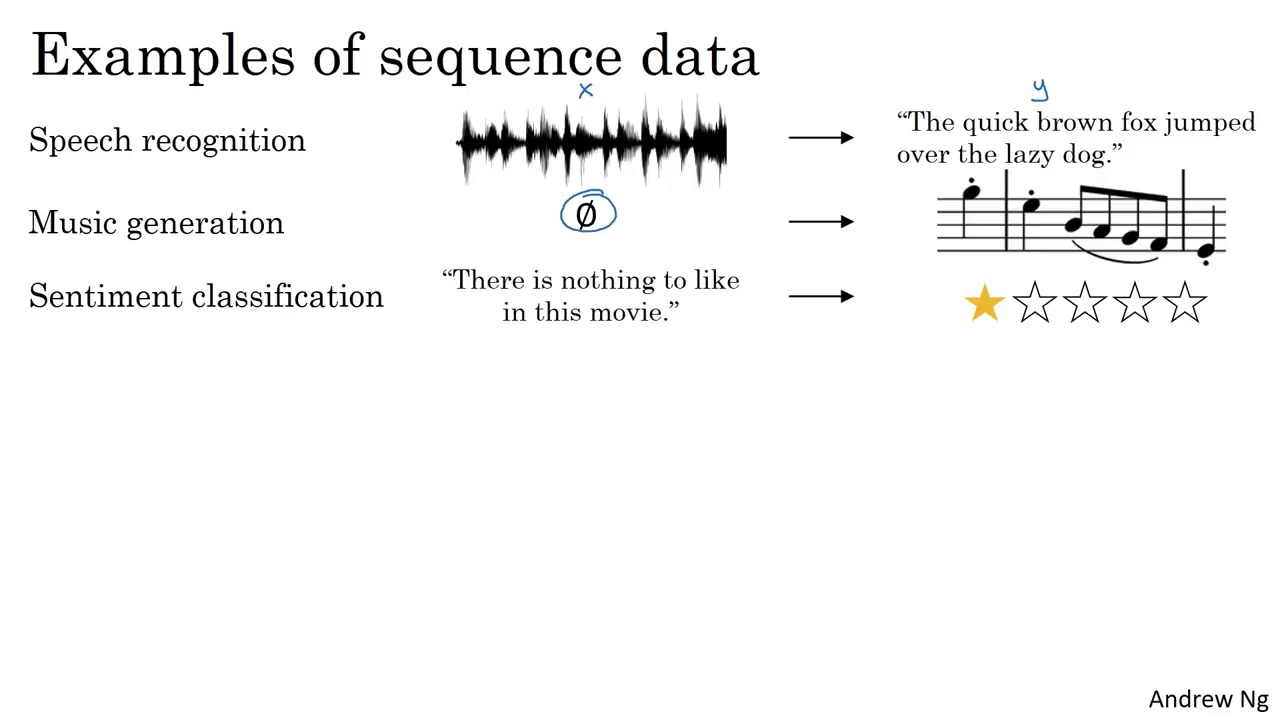 Examples of sequence data
x
y
Speech recognition
“The quick brown fox jumped
over the lazy dog.”
Music generation
Ø
Sentiment classification
“There is nothing to like
in this movie.”
Andrew Ng